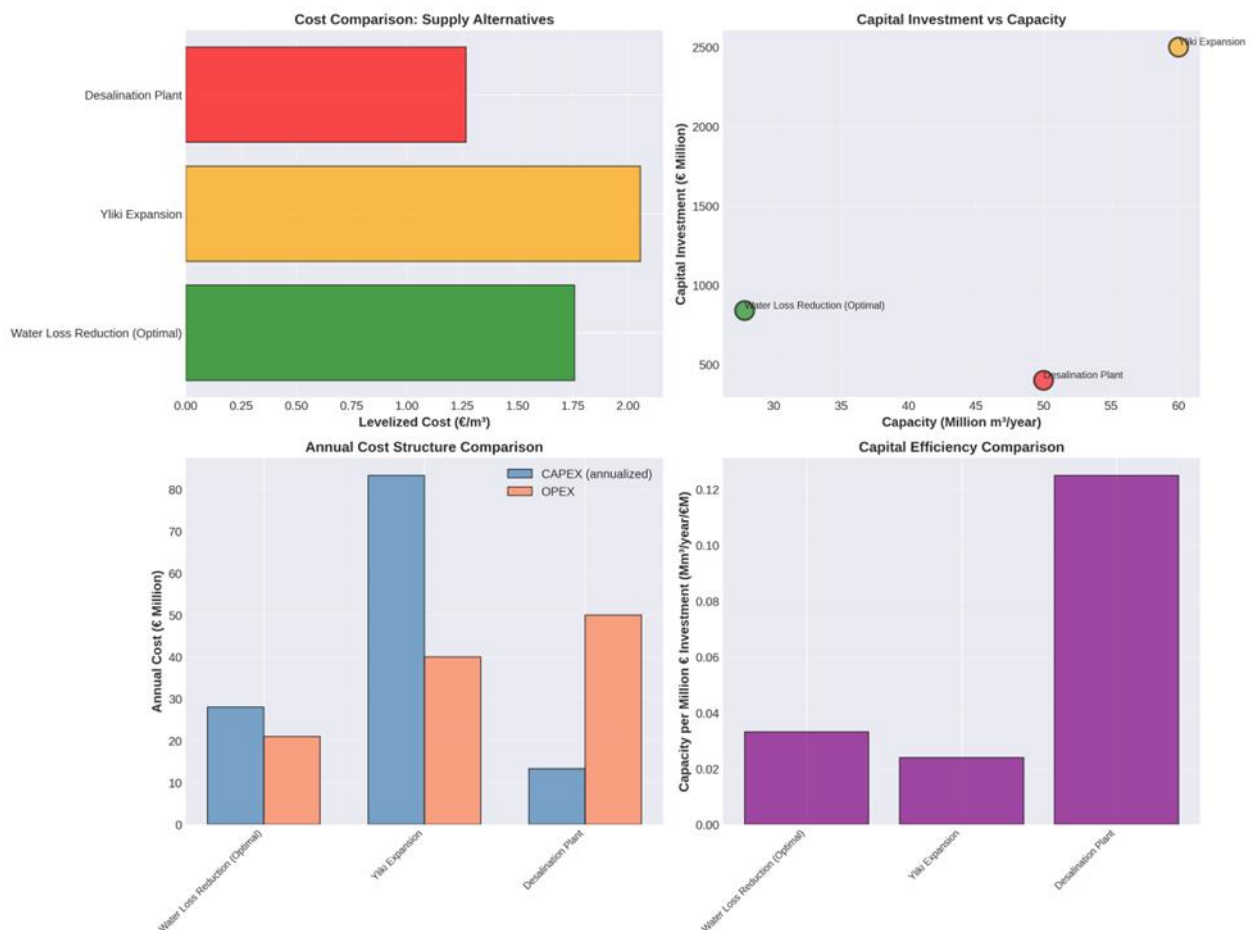 Cost Comparison: Supply Alternatives
Desalination Plant
Yliki Expansion
Water Loss Reduction (Optimal)
0.00 0.25 0.50 0.75 1.00 1.25 1.50 1.75 2.00
Levelized Cost (€/m³)
Capital Investment vs Capacity
Capital Investment (€ Million)
2500
2000
1500
1000
500
Yliki Expansion
Water Loss Reduction (Optimal)
Desalination Plant
30 35 40 45 50 55 60
Capacity (Million m³/year)
Annual Cost Structure Comparison
CAPEX (annualized)
OPEX
Annual Cost (€ Million)
80
70
60
50
40
30
20
10
0
Water Loss Reduction (Optimal)
Yliki Expansion
Desalination Plant
Capital Efficiency Comparison
Capacity per Million € Investment (Mm³/year/€M)
0.12
0.10
0.08
0.06
0.04
0.02
0.00
Water Loss Reduction (Optimal)
Yliki Expansion
Desalination Plant